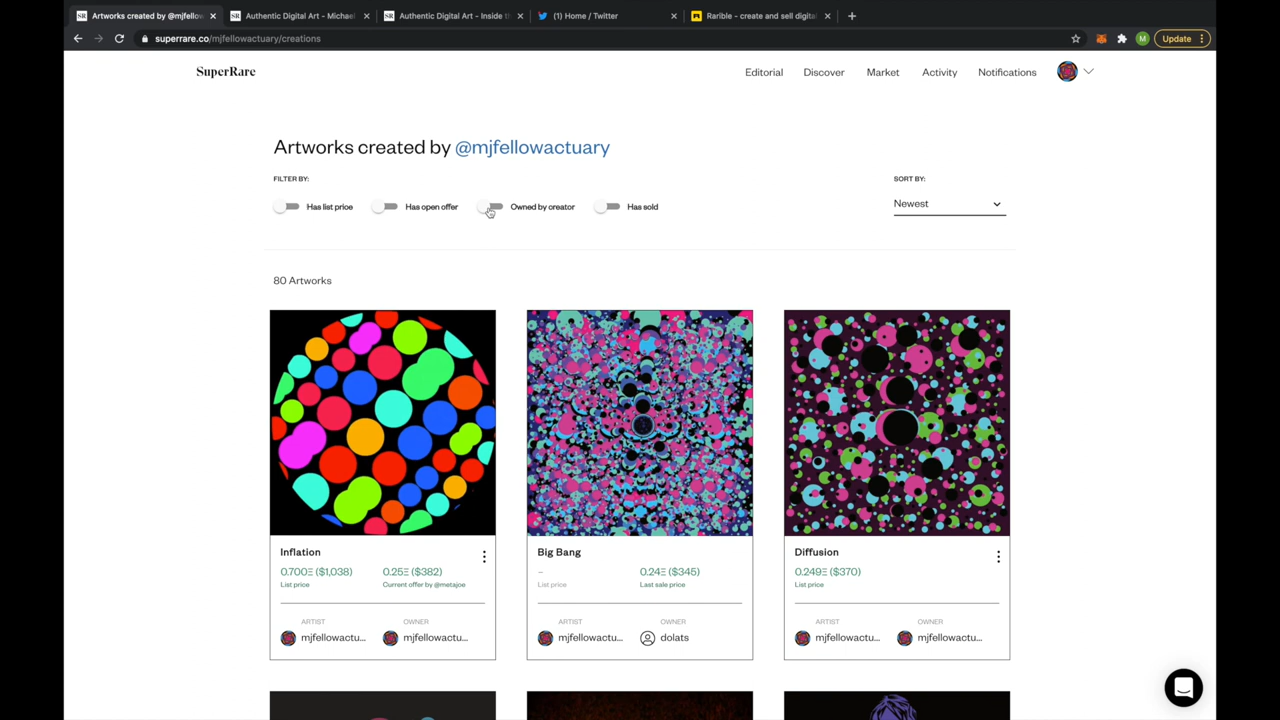 SR Artworks created by @mjfellow
SR Authentic Digital Art - Michael
SR Authentic Digital Art - Inside th
(1) Home / Twitter
Rarible - create and sell digital
superrare.co/mjfellowactuary/creations
M
Update
SuperRare
Editorial
Discover
Market
Activity
Notifications
Artworks created by @mjfellowactuary
FILTER BY:
SORT BY:
Has list price
Has open offer
Owned by creator
Has sold
Newest
80 Artworks
Inflation
0.700Ξ ($1,038)
0.25Ξ ($382)
List price
Current offer by @metajoe
ARTIST
OWNER
mjfellowactu...
mjfellowactu...
Big Bang
–
0.24Ξ ($345)
List price
Last sale price
ARTIST
OWNER
mjfellowactu...
dolats
Diffusion
0.249Ξ ($370)
List price
ARTIST
OWNER
mjfellowactu...
mjfellowactu...